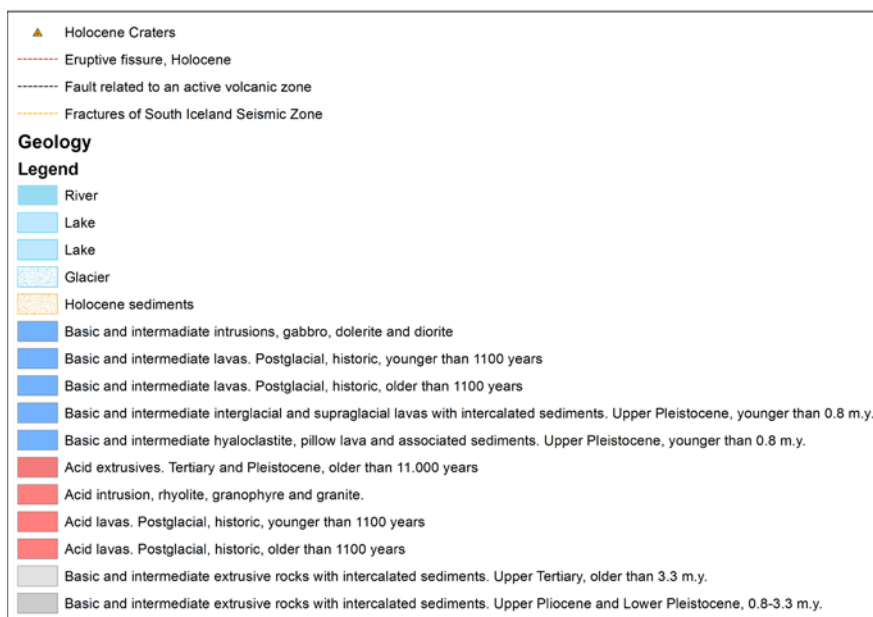 Holocene Craters
Eruptive fissure, Holocene
Fault related to an active volcanic zone
Fractures of South Iceland Seismic Zone
Geology
Legend
River
Lake
Lake
Glacier
Holocene sediments
Basic and intermadiate intrusions, gabbro, dolerite and diorite
Basic and intermediate lavas. Postglacial, historic, younger than 1100 years
Basic and intermediate lavas. Postglacial, historic, older than 1100 years
Basic and intermediate interglacial and supraglacial lavas with intercalated sediments. Upper Pleistocene, younger than 0.8 m.y.
Basic and intermediate hyaloclastite, pillow lava and associated sediments. Upper Pleistocene, younger than 0.8 m.y.
Acid extrusives. Tertiary and Pleistocene, older than 11.000 years
Acid intrusion, rhyolite, granophyre and granite.
Acid lavas. Postglacial, historic, younger than 1100 years
Acid lavas. Postglacial, historic, older than 1100 years
Basic and intermediate extrusive rocks with intercalated sediments. Upper Tertiary, older than 3.3 m.y.
Basic and intermediate extrusive rocks with intercalated sediments. Upper Pliocene and Lower Pleistocene, 0.8-3.3 m.y.